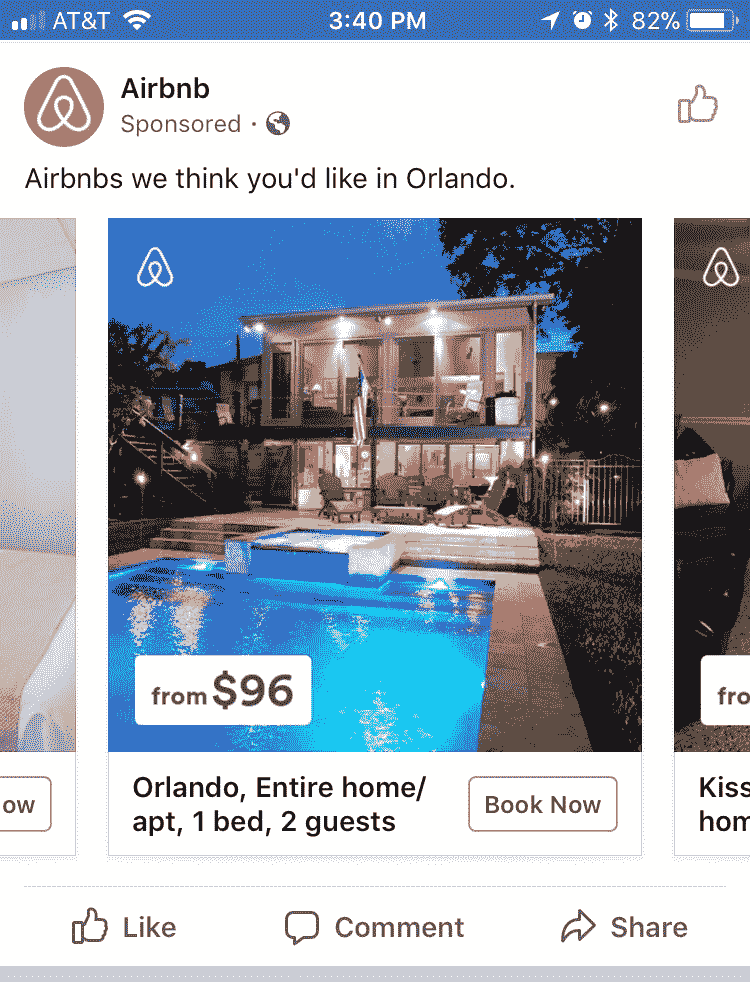 AT&T 3:40 PM 82%
Airbnb
Sponsored ·
Airbnbs we think you'd like in Orlando.
from $96
fro
ow
Orlando, Entire home/
apt, 1 bed, 2 guests
Book Now
Kiss
hom
Like Comment Share